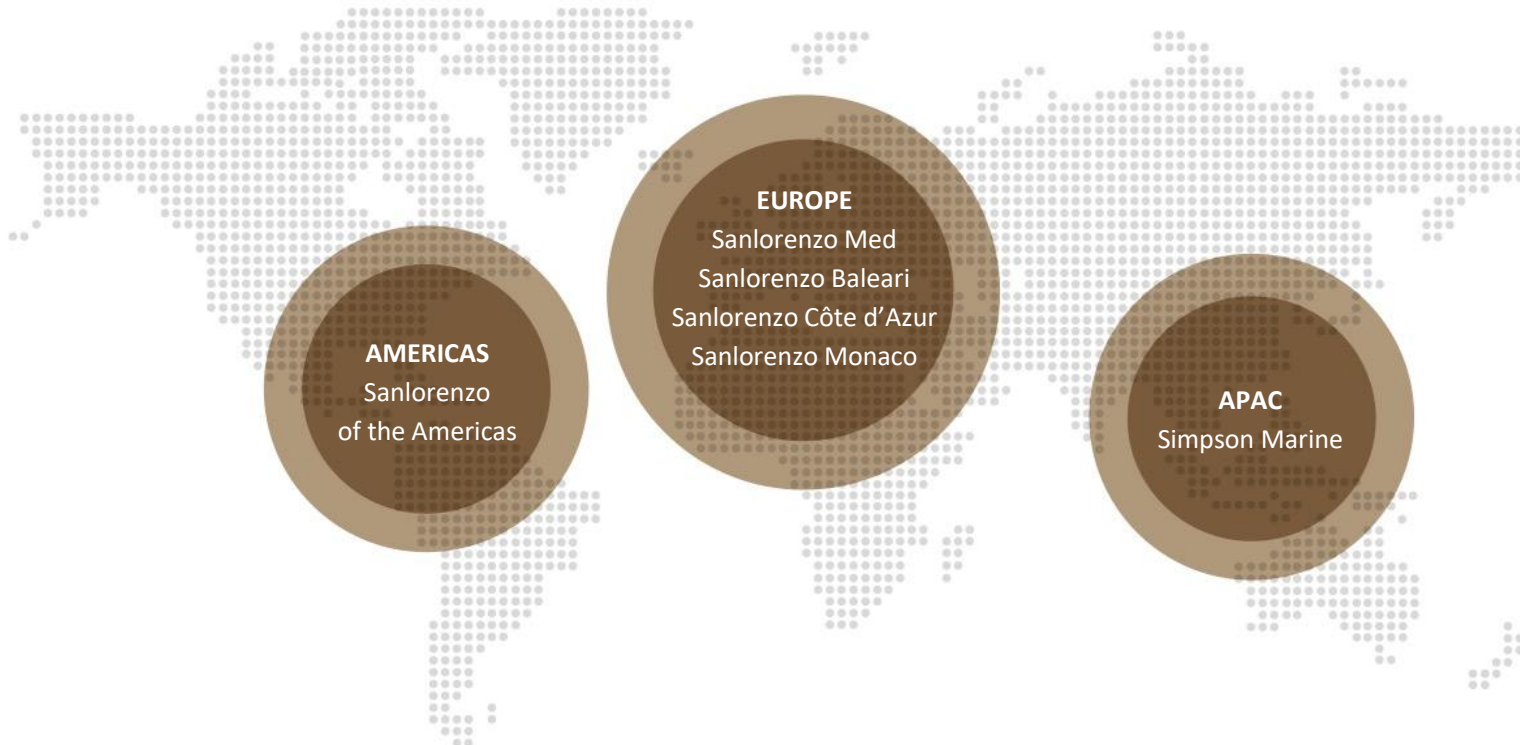 EUROPE
Sanlorenzo Med
Sanlorenzo Baleari
Sanlorenzo Côte d’Azur
Sanlorenzo Monaco
AMERICAS
Sanlorenzo
of the Americas
APAC
Simpson Marine